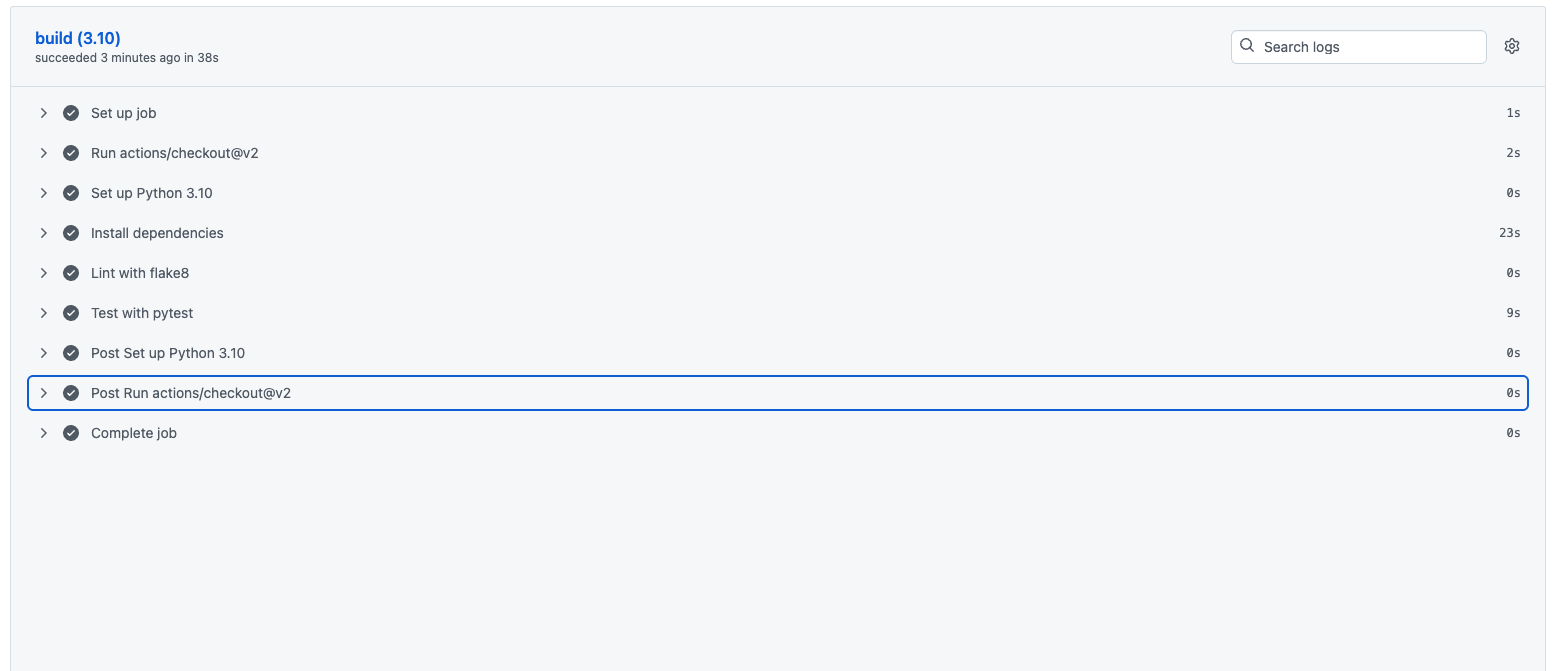 build (3.10)
succeeded 3 minutes ago in 38s
Search logs
Set up job 1s
Run actions/checkout@v2 2s
Set up Python 3.10 0s
Install dependencies 23s
Lint with flake8 0s
Test with pytest 9s
Post Set up Python 3.10 0s
Post Run actions/checkout@v2 0s
Complete job 0s